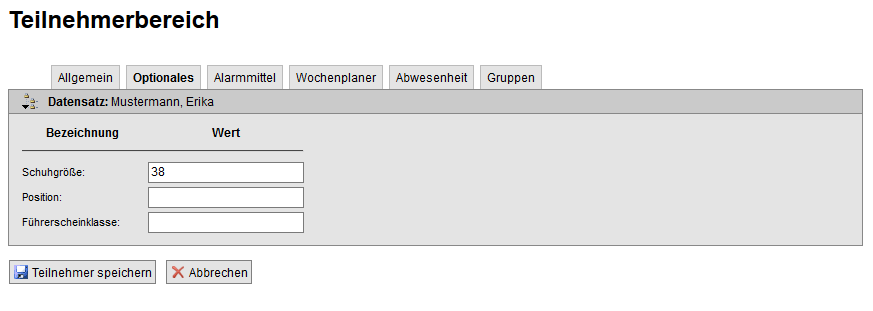 Teilnehmerbereich
Allgemein Optionales Alarmmittel Wochenplaner Abwesenheit Gruppen
Datensatz: Mustermann, Erika
Bezeichnung Wert
Schuhgröße: 38
Position:
Führerscheinklasse:
Teilnehmer speichern Abbrechen